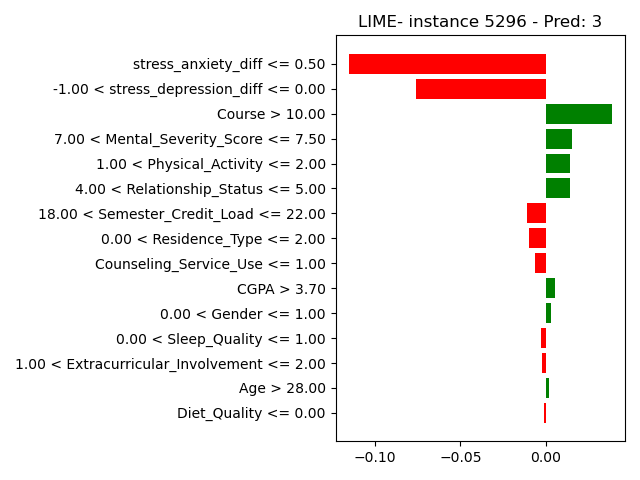 LIME- instance 5296 - Pred: 3
stress_anxiety_diff <= 0.50
-1.00 < stress_depression_diff <= 0.00
Course > 10.00
7.00 < Mental_Severity_Score <= 7.50
1.00 < Physical_Activity <= 2.00
4.00 < Relationship_Status <= 5.00
18.00 < Semester_Credit_Load <= 22.00
0.00 < Residence_Type <= 2.00
Counseling_Service_Use <= 1.00
CGPA > 3.70
0.00 < Gender <= 1.00
0.00 < Sleep_Quality <= 1.00
1.00 < Extracurricular_Involvement <= 2.00
Age > 28.00
Diet_Quality <= 0.00
−0.10 −0.05 0.00